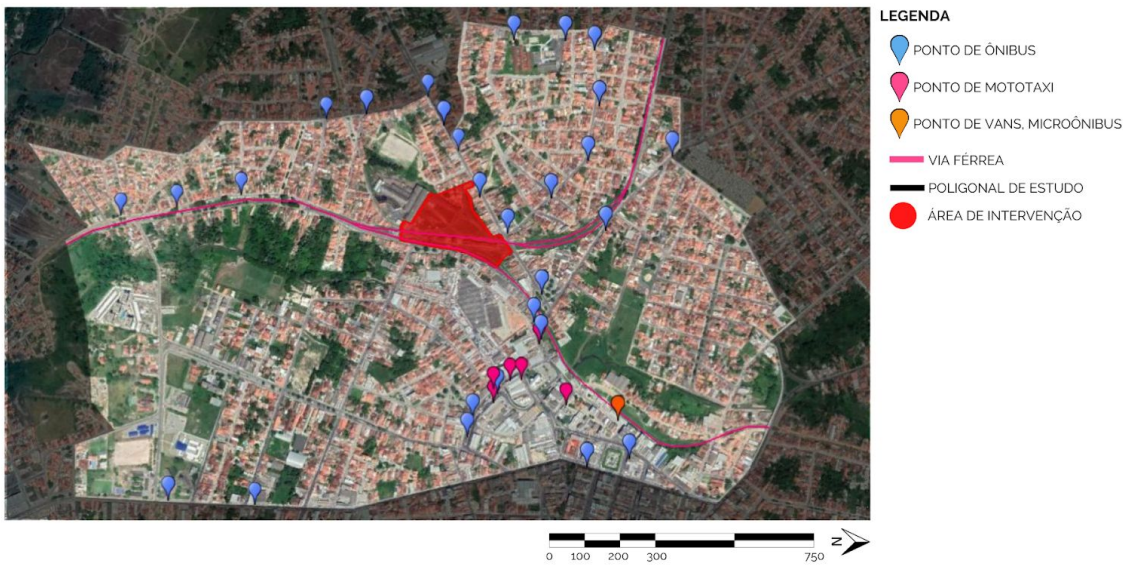 LEGENDA
PONTO DE ÔNIBUS
PONTO DE MOTOTAXI
PONTO DE VANS, MICROÔNIBUS
VIA FÉRREA
POLIGONAL DE ESTUDO
ÁREA DE INTERVENÇÃO
0 100 200 300 750
N